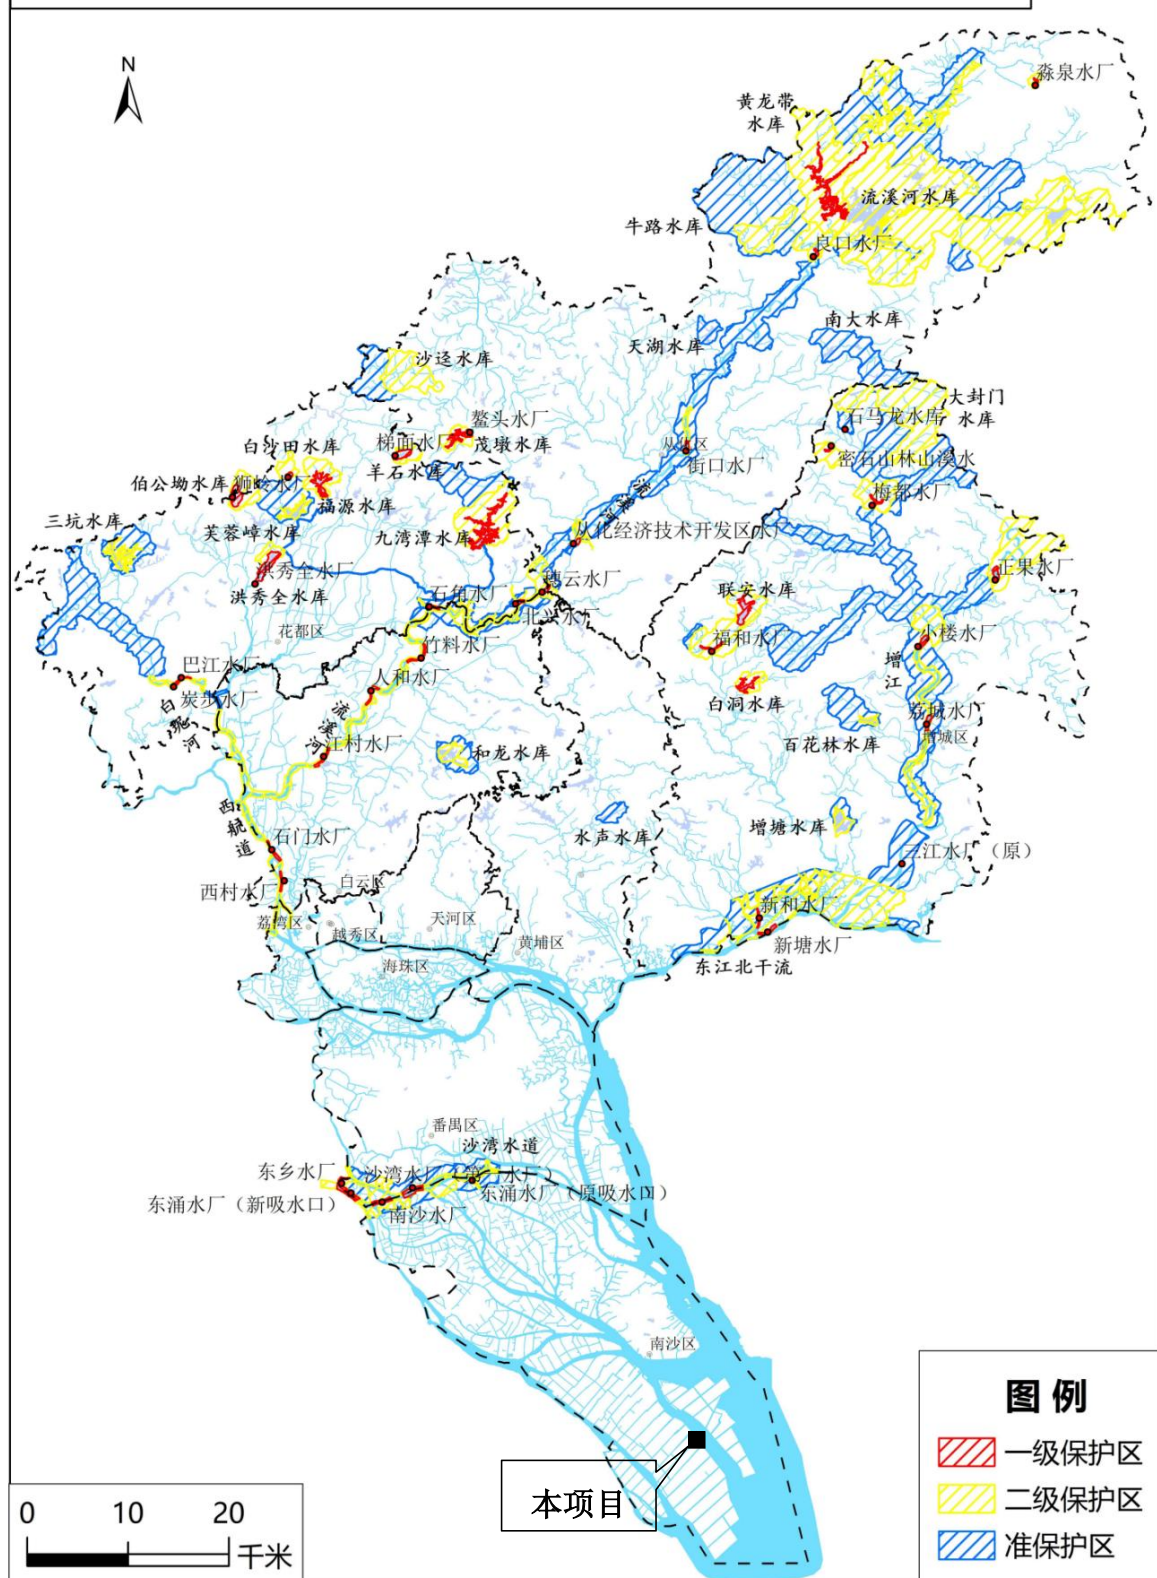 N
淼泉水厂
黄龙带
水库
流溪河水库
牛路水库
良口水厂
南大水库
天湖水库
沙迳水库
大封门
水库
石马龙水库
鳌头水厂
梯面水厂
茂墩水库
从化区
街口水厂
密石山林山溪水
白沙田水库
羊石水库
伯公坳水库
狮岭水厂
梅都水厂
福源水库
三坑水库
芙蓉嶂水库
九湾潭水库
流溪河
从化经济技术开发区水厂
洪秀全水厂
正果水厂
穗云水厂
洪秀全水库
石角水厂
联安水库
北兴水厂
花都区
福和水厂
小楼水厂
竹料水厂
巴江水厂
增江
人和水厂
炭步水厂
白洞水库
荔城水厂
白坭河
流溪河
增城区
江村水厂
和龙水库
百花林水库
西航道
增塘水库
水声水库
石门水厂
三江水厂（原）
白云区
西村水厂
新和水厂
荔湾区
越秀区
天河区
新塘水厂
黄埔区
海珠区
东江北干流
番禺区
沙湾水道
东乡水厂
沙湾水厂
东涌水厂（新吸水口）
东涌水厂（原吸水口）
南沙水厂
南沙区
本项目
图 例
一级保护区
二级保护区
准保护区
0 10 20
千米